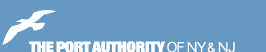 THE PORT AUTHORITY OF NY & NJ